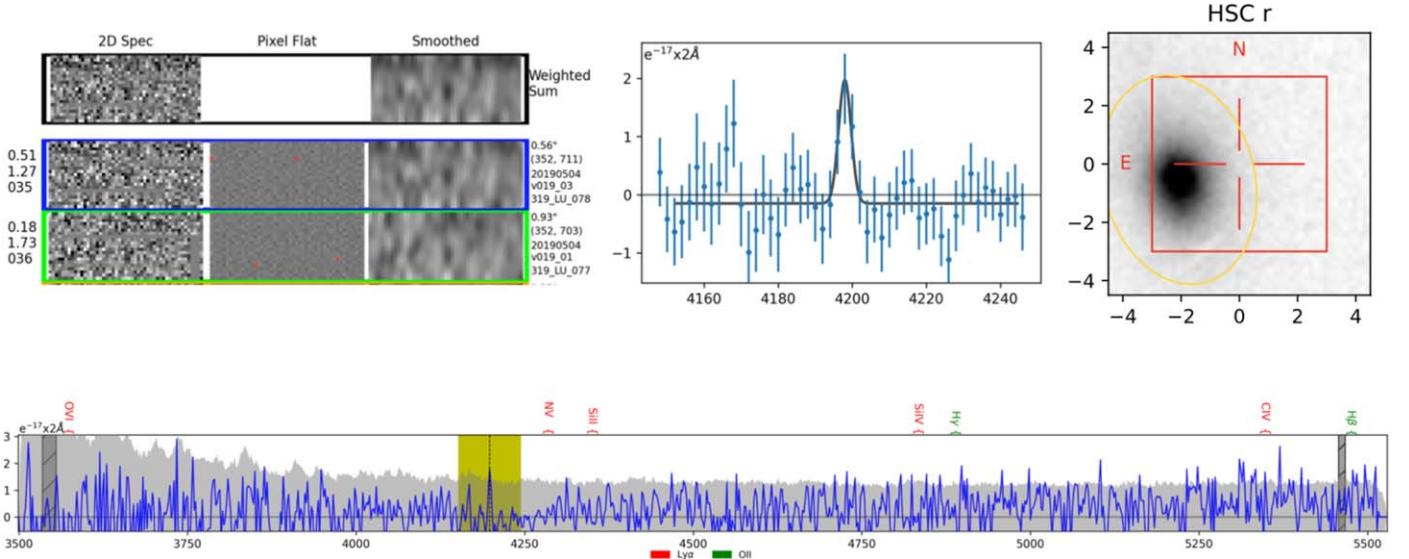 2D Spec Pixel Flat Smoothed
Weighted
Sum
0.51
1.27
035
0.56"
(352, 711)
20190504
v019_03
319_LU_078
0.18
1.73
036
0.93"
(352, 703)
20190504
v019_01
319_LU_077
e⁻¹⁷x2Å
2
1
0
−1
4160 4180 4200 4220 4240
HSC r
N
E
4
2
0
−2
−4
−4 −2 0 2 4
OVI {
NV {
SiII {
SiIV {
Hγ {
CIV {
Hβ {
e⁻¹⁷x2Å
3
2
1
0
3500 3750 4000 4250 4500 4750 5000 5250 5500
Lyα OII